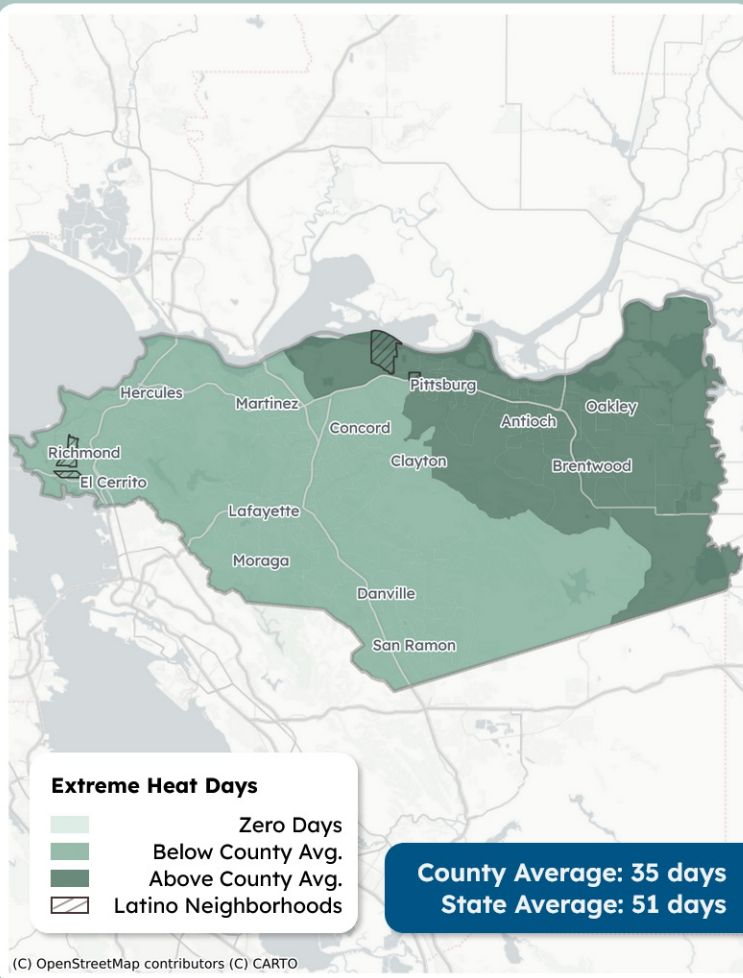 Hercules
Martinez
Pittsburg
Oakley
Antioch
Concord
Richmond
Clayton
Brentwood
El Cerrito
Lafayette
Moraga
Danville
San Ramon
Extreme Heat Days
Zero Days
Below County Avg.
Above County Avg.
Latino Neighborhoods
County Average: 35 days
State Average: 51 days
(C) OpenStreetMap contributors (C) CARTO